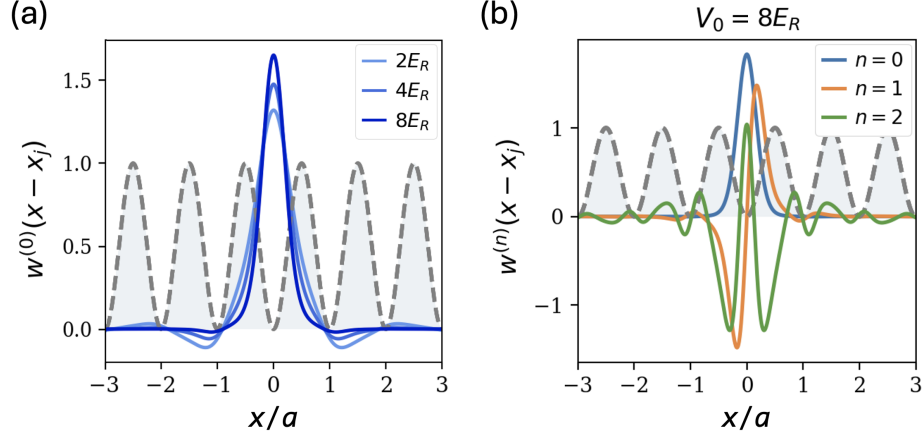 (a)
w⁽⁰⁾(x − x_j)
1.5
1.0
0.5
0.0
2E_R
4E_R
8E_R
−3
−2
−1
0
1
2
3
x/a
(b)
V₀ = 8E_R
w⁽ⁿ⁾(x − x_j)
1
0
−1
n = 0
n = 1
n = 2
−3
−2
−1
0
1
2
3
x/a